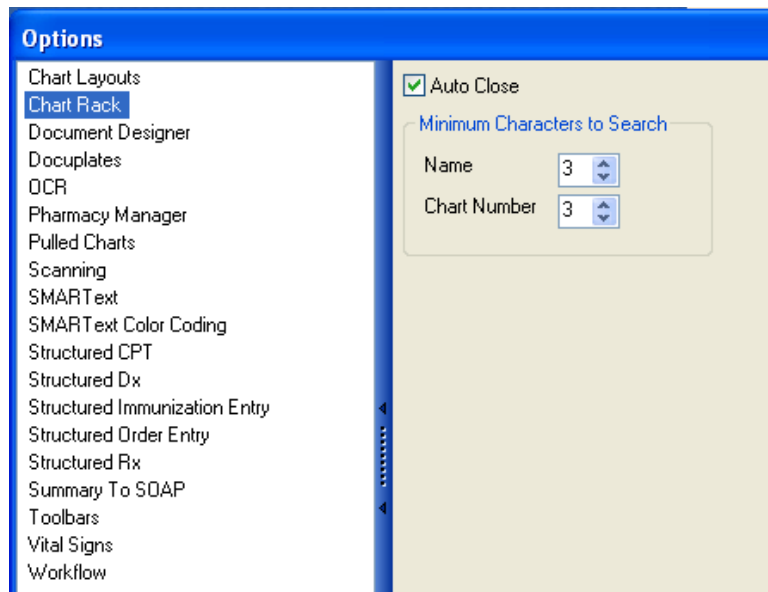 Options
Chart Layouts
Chart Rack
Document Designer
Docuplates
OCR
Pharmacy Manager
Pulled Charts
Scanning
SMARText
SMARText Color Coding
Structured CPT
Structured Dx
Structured Immunization Entry
Structured Order Entry
Structured Rx
Summary To SOAP
Toolbars
Vital Signs
Workflow
Auto Close
Minimum Characters to Search
Name 3
Chart Number 3